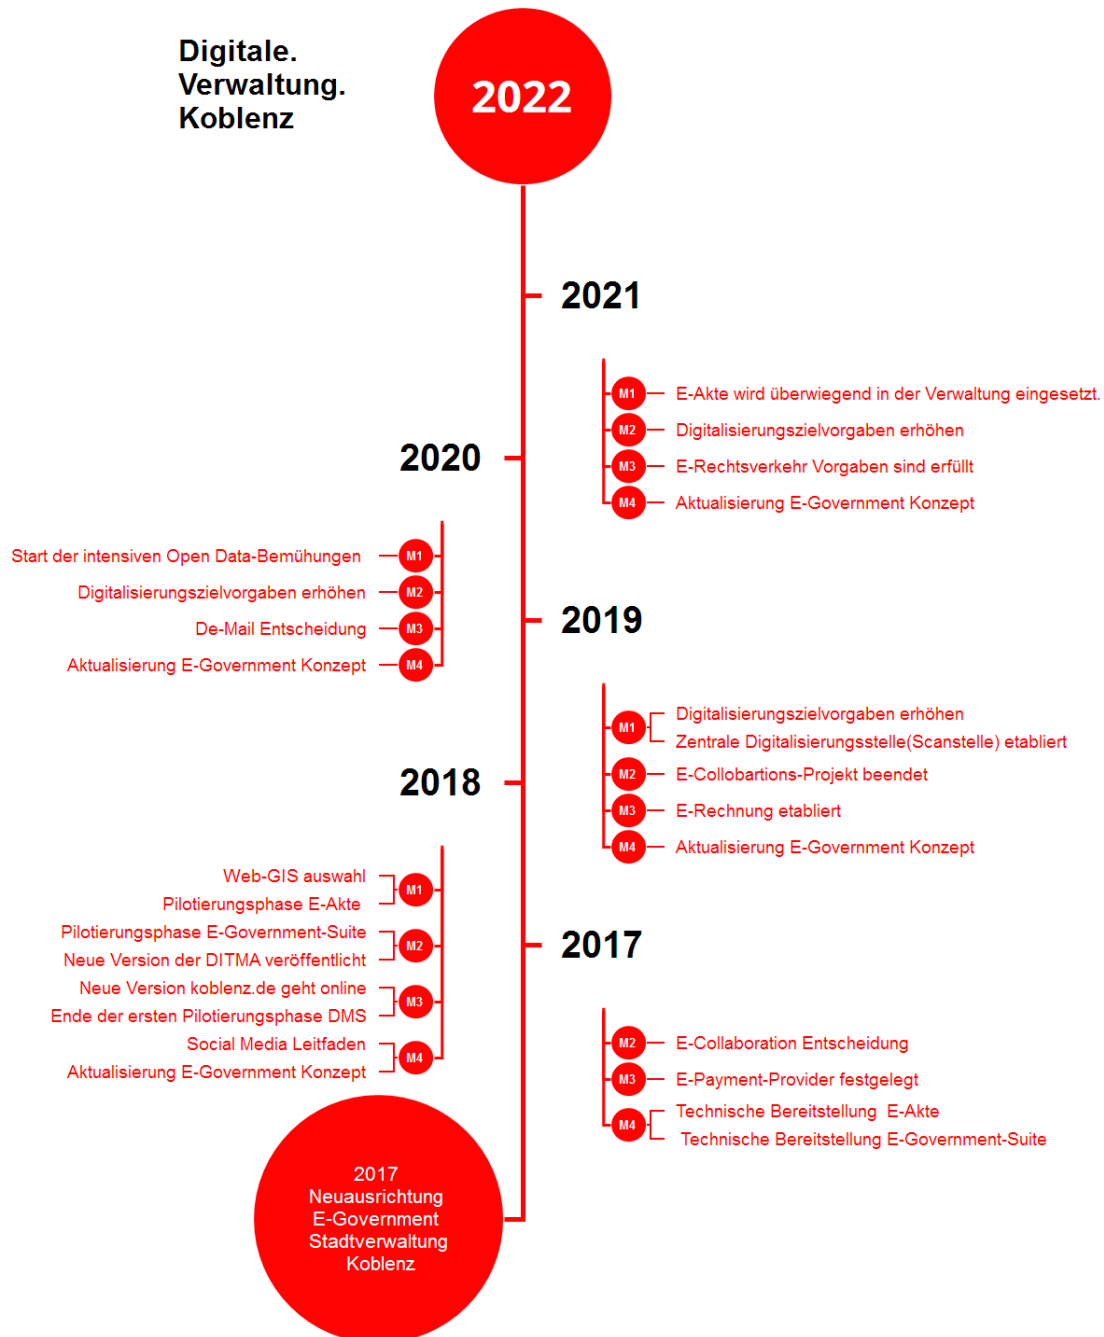 Digitale.
Verwaltung.
Koblenz
2022
2021
M1 E-Akte wird überwiegend in der Verwaltung eingesetzt.
M2 Digitalisierungszielvorgaben erhöhen
M3 E-Rechtsverkehr Vorgaben sind erfüllt
M4 Aktualisierung E-Government Konzept
2020
Start der intensiven Open Data-Bemühungen M1
Digitalisierungszielvorgaben erhöhen M2
De-Mail Entscheidung M3
Aktualisierung E-Government Konzept M4
2019
M1 Digitalisierungszielvorgaben erhöhen
Zentrale Digitalisierungsstelle(Scanstelle) etabliert
M2 E-Collobartions-Projekt beendet
M3 E-Rechnung etabliert
M4 Aktualisierung E-Government Konzept
2018
Web-GIS auswahl M1
Pilotierungsphase E-Akte
Pilotierungsphase E-Government-Suite M2
Neue Version der DITMA veröffentlicht
Neue Version koblenz.de geht online M3
Ende der ersten Pilotierungsphase DMS
Social Media Leitfaden M4
Aktualisierung E-Government Konzept
2017
M2 E-Collaboration Entscheidung
M3 E-Payment-Provider festgelegt
M4 Technische Bereitstellung E-Akte
Technische Bereitstellung E-Government-Suite
2017
Neuausrichtung
E-Government
Stadtverwaltung
Koblenz